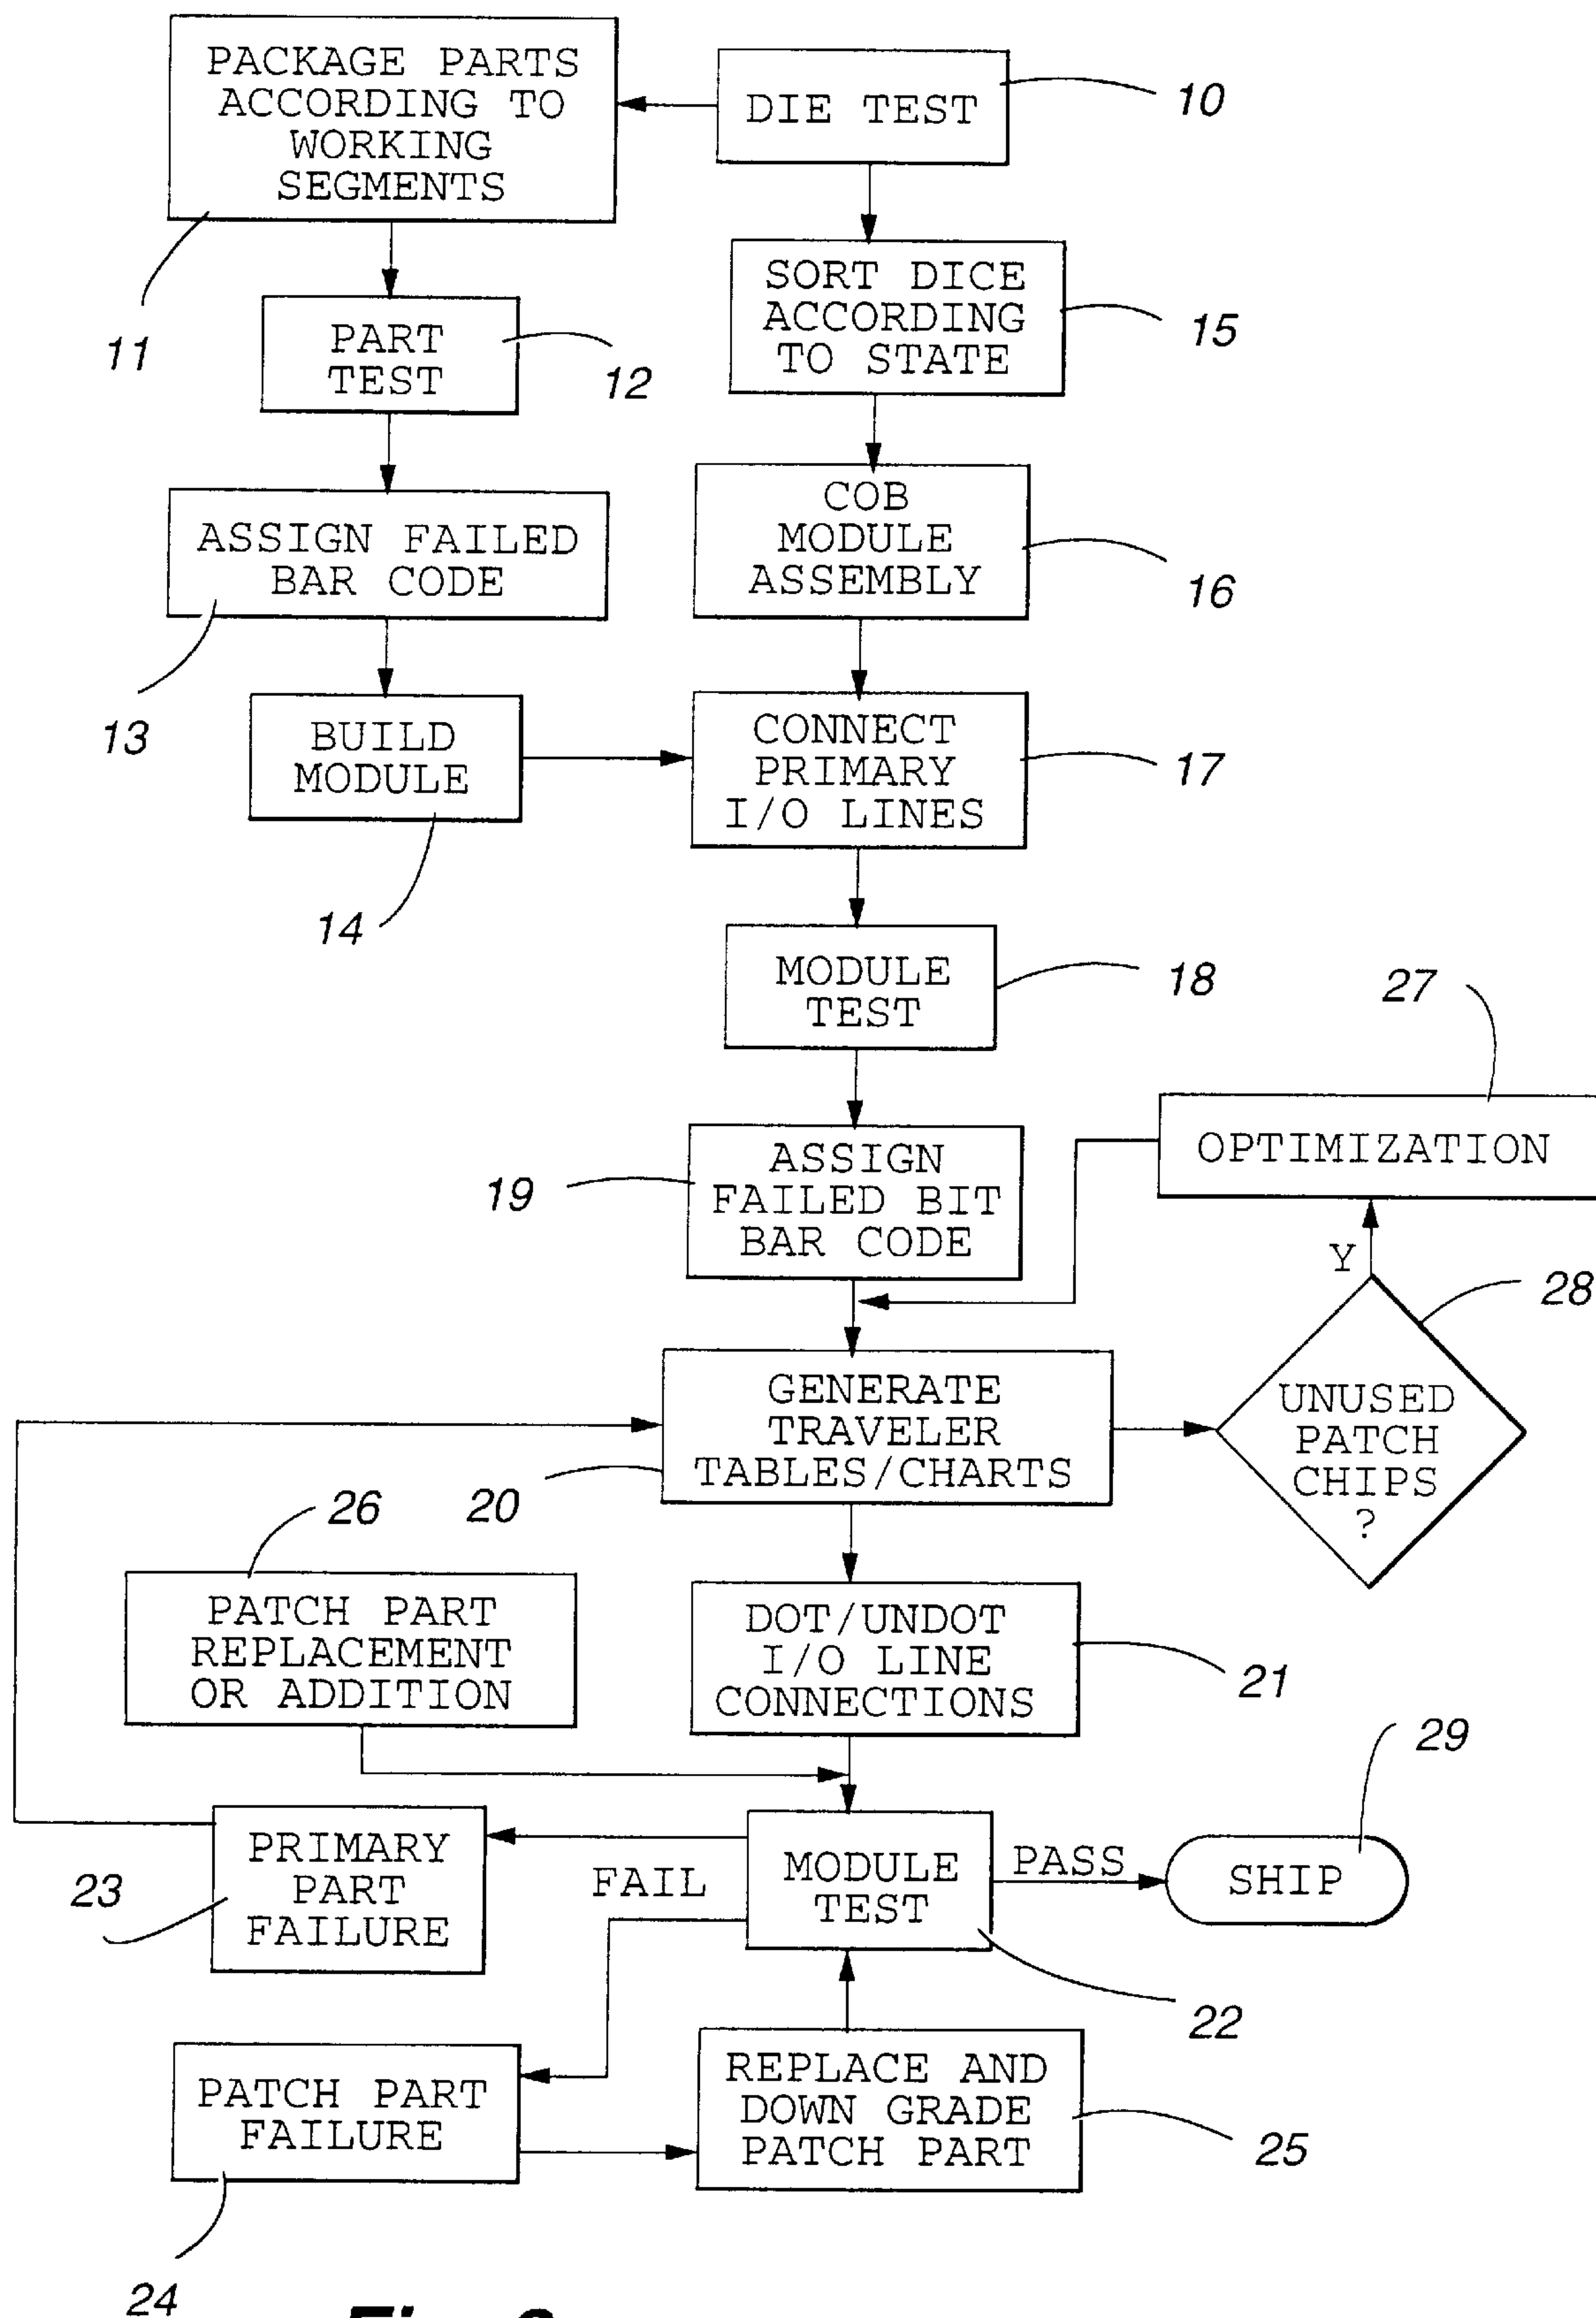 PACKAGE PARTS
ACCORDING TO
WORKING
SEGMENTS
DIE TEST
10
11
PART
TEST
12
SORT DICE
ACCORDING
TO STATE
15
ASSIGN FAILED
BAR CODE
13
COB
MODULE
ASSEMBLY
16
BUILD
MODULE
14
CONNECT
PRIMARY
I/O LINES
17
MODULE
TEST
18
27
OPTIMIZATION
19
ASSIGN
FAILED BIT
BAR CODE
Y
28
UNUSED
PATCH
CHIPS
?
GENERATE
TRAVELER
TABLES/CHARTS
20
26
PATCH PART
REPLACEMENT
OR ADDITION
DOT/UNDOT
I/O LINE
CONNECTIONS
21
29
PRIMARY
PART
FAILURE
23
FAIL
MODULE
TEST
PASS
SHIP
22
PATCH PART
FAILURE
24
REPLACE AND
DOWN GRADE
PATCH PART
25